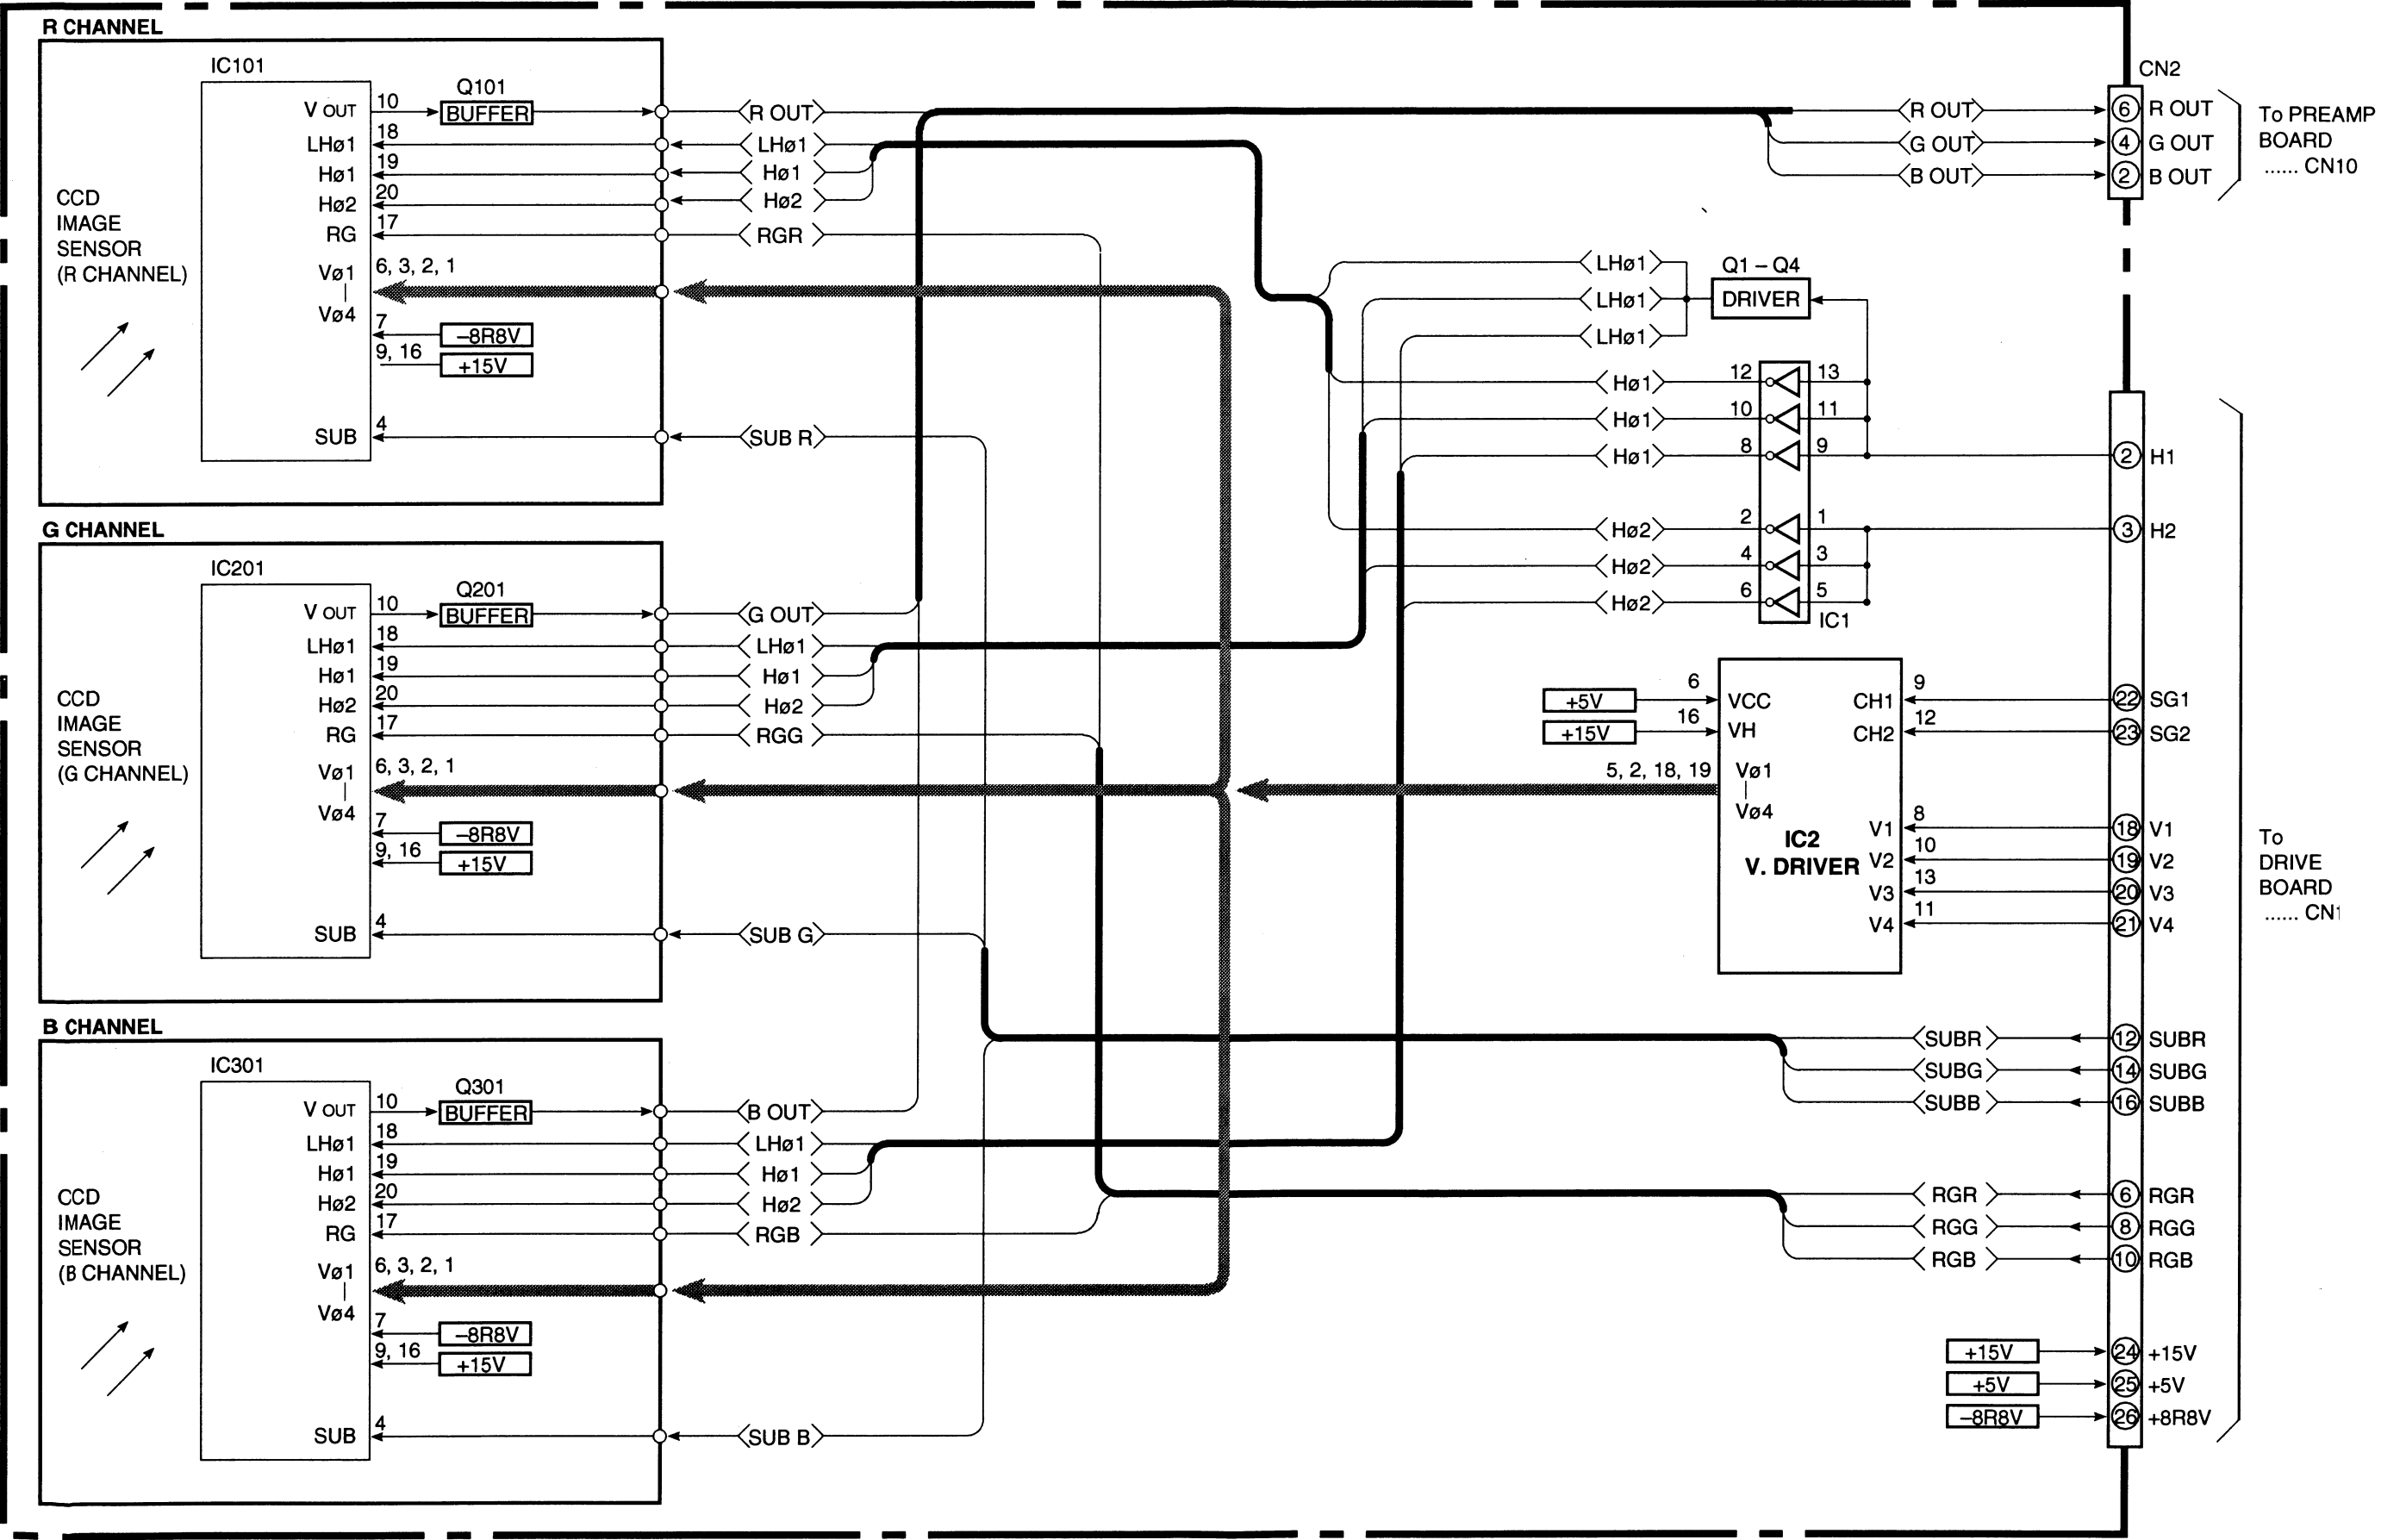 R CHANNEL
IC101
Q101
V OUT 10 BUFFER <R OUT>
LHø1 18 <LHø1>
Hø1 19 <Hø1>
Hø2 20 <Hø2>
RG 17 <RGR>
CCD
IMAGE
SENSOR
(R CHANNEL)
Vø1 6, 3, 2, 1
|
Vø4
7 –8R8V
9, 16 +15V
SUB 4 <SUB R>
G CHANNEL
IC201
Q201
V OUT 10 BUFFER <G OUT>
LHø1 18 <LHø1>
Hø1 19 <Hø1>
Hø2 20 <Hø2>
RG 17 <RGG>
CCD
IMAGE
SENSOR
(G CHANNEL)
Vø1 6, 3, 2, 1
|
Vø4
7 –8R8V
9, 16 +15V
SUB 4 <SUB G>
B CHANNEL
IC301
Q301
V OUT 10 BUFFER <B OUT>
LHø1 18 <LHø1>
Hø1 19 <Hø1>
Hø2 20 <Hø2>
RG 17 <RGB>
CCD
IMAGE
SENSOR
(B CHANNEL)
Vø1 6, 3, 2, 1
|
Vø4
7 –8R8V
9, 16 +15V
SUB 4 <SUB B>
CN2
<R OUT> 6 R OUT
<G OUT> 4 G OUT
<B OUT> 2 B OUT
To PREAMP
BOARD
...... CN10
Q1 – Q4
DRIVER
<LHø1>
<LHø1>
<LHø1>
<Hø1> 12 13
<Hø1> 10 11
<Hø1> 8 9
2 H1
<Hø2> 2 1
3 H2
<Hø2> 4 3
<Hø2> 6 5
IC1
+5V 6 VCC
+15V 16 VH
5, 2, 18, 19 Vø1
|
Vø4
IC2
V. DRIVER
CH1 9 22 SG1
CH2 12 23 SG2
V1 8 18 V1
V2 10 19 V2
V3 13 20 V3
V4 11 21 V4
To
DRIVE
BOARD
...... CN1
<SUBR> 12 SUBR
<SUBG> 14 SUBG
<SUBB> 16 SUBB
<RGR> 6 RGR
<RGG> 8 RGG
<RGB> 10 RGB
+15V 24 +15V
+5V 25 +5V
–8R8V 26 +8R8V